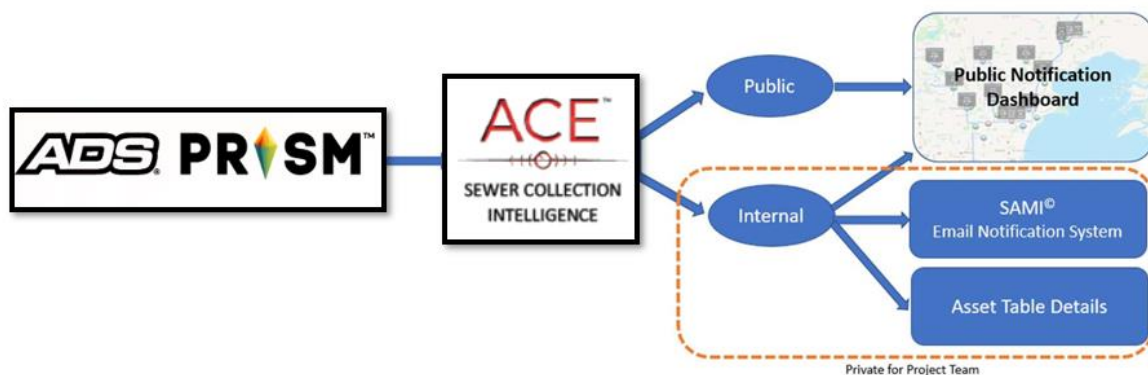 ADS® PRISM™
ACE™
SEWER COLLECTION
INTELLIGENCE
Public
Public Notification
Dashboard
Internal
SAMI©
Email Notification System
Asset Table Details
Private for Project Team